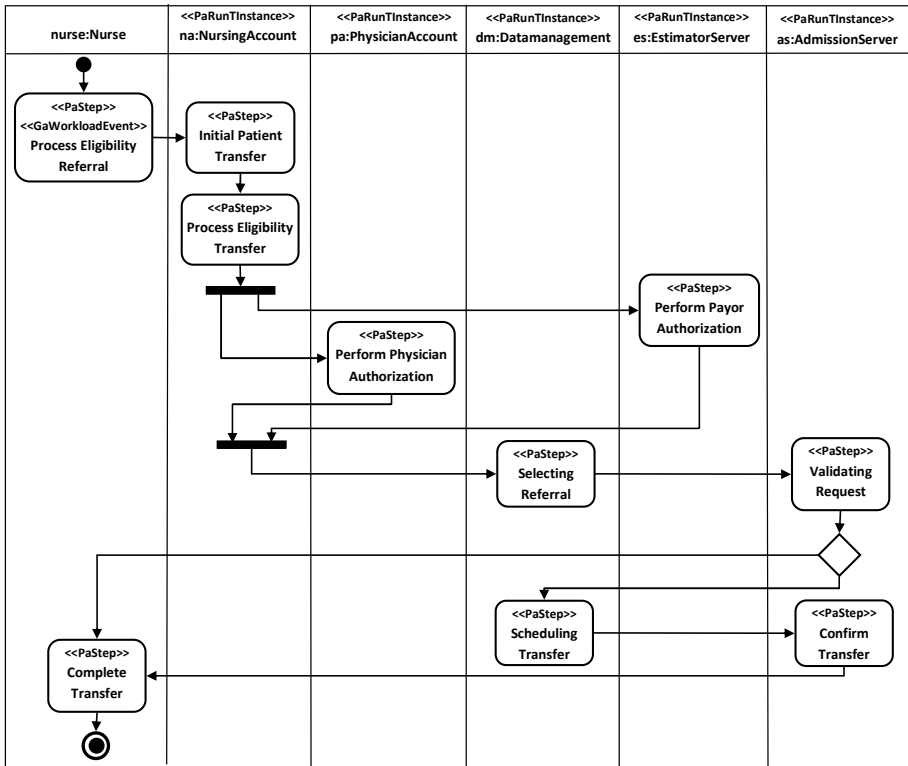 <<PaRunTInstance>>
<<PaRunTInstance>>
<<PaRunTInstance>>
<<PaRunTInstance>>
<<PaRunTInstance>>
nurse:Nurse
na:NursingAccount
pa:PhysicianAccount
dm:Datamanagement
es:EstimatorServer
as:AdmissionServer
<<PaStep>>
<<GaWorkloadEvent>>
Process Eligibility
Referral
<<PaStep>>
Initial Patient
Transfer
<<PaStep>>
Process Eligibility
Transfer
<<PaStep>>
Perform Payor
Authorization
<<PaStep>>
Perform Physician
Authorization
<<PaStep>>
Selecting
Referral
<<PaStep>>
Validating
Request
<<PaStep>>
Scheduling
Transfer
<<PaStep>>
Confirm
Transfer
<<PaStep>>
Complete
Transfer